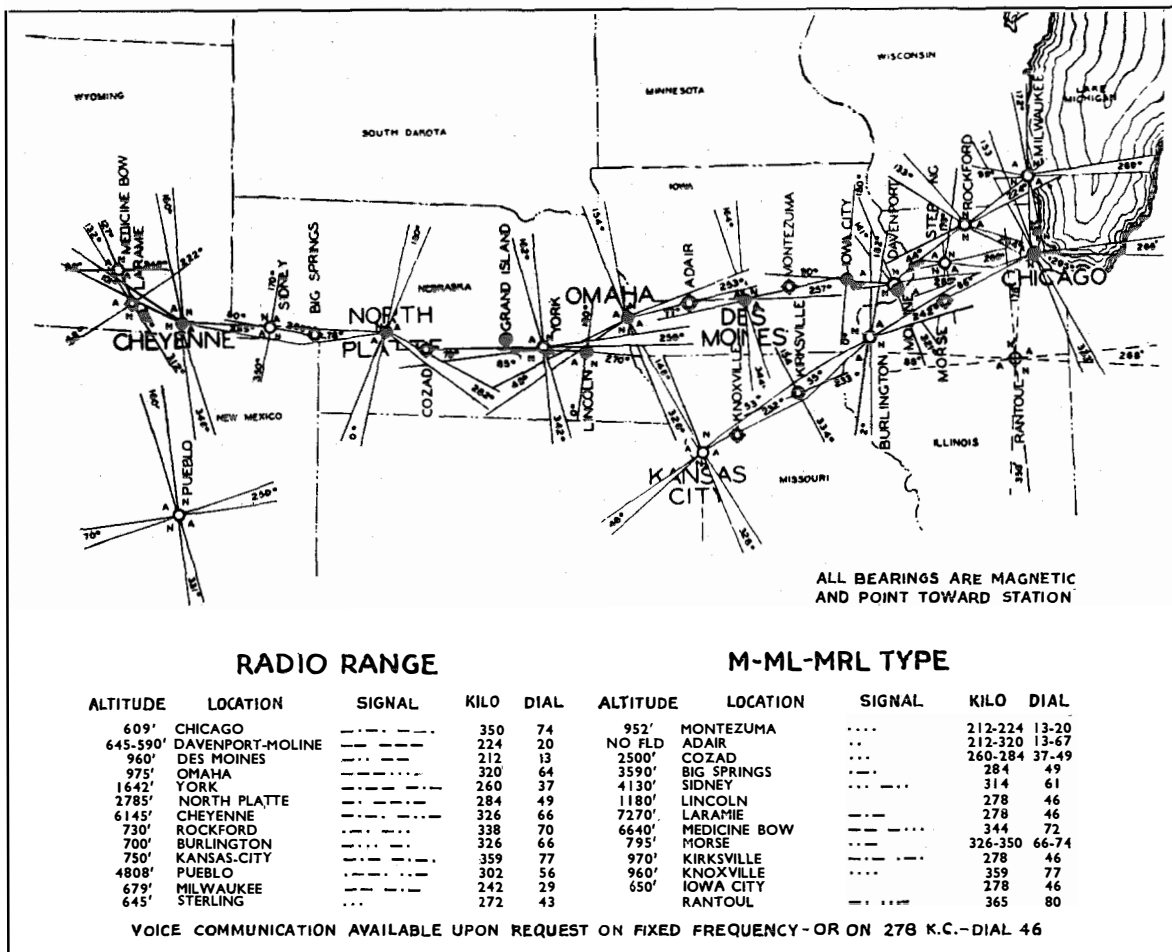 WYOMING
SOUTH DAKOTA
MINNESOTA
WISCONSIN
LAKE MICHIGAN
MILWAUKEE
ROCKFORD
IOWA
MEDICINE BOW
LARAMIE
CHEYENNE
SIDNEY
BIG SPRINGS
NORTH PLATTE
NEBRASKA
COZAD
GRAND ISLAND
YORK
LINCOLN
OMAHA
ADAIR
DES MOINES
MONTEZUMA
IOWA CITY
DAVENPORT
MOLINE
MORSE
CHICAGO
KNOXVILLE
KIRKSVILLE
BURLINGTON
RANTOUL
ILLINOIS
MISSOURI
KANSAS CITY
NEW MEXICO
PUEBLO
250°
70°
331°
ALL BEARINGS ARE MAGNETIC
AND POINT TOWARD STATION
RADIO RANGE
ALTITUDE LOCATION SIGNAL KILO DIAL
609' CHICAGO 350 74
645-590' DAVENPORT-MOLINE 224 20
960' DES MOINES 212 13
975' OMAHA 320 64
1642' YORK 260 37
2785' NORTH PLATTE 284 49
6145' CHEYENNE 326 66
730' ROCKFORD 338 70
700' BURLINGTON 326 66
750' KANSAS-CITY 359 77
4808' PUEBLO 302 56
679' MILWAUKEE 242 29
645' STERLING 272 43
M-ML-MRL TYPE
ALTITUDE LOCATION SIGNAL KILO DIAL
952' MONTEZUMA 212-224 13-20
NO FLD ADAIR 212-320 13-67
2500' COZAD 260-284 37-49
3590' BIG SPRINGS 284 49
4130' SIDNEY 314 61
1180' LINCOLN 278 46
7270' LARAMIE 278 46
6640' MEDICINE BOW 344 72
795' MORSE 326-350 66-74
970' KIRKSVILLE 278 46
960' KNOXVILLE 359 77
650' IOWA CITY 278 46
RANTOUL 365 80
VOICE COMMUNICATION AVAILABLE UPON REQUEST ON FIXED FREQUENCY-OR ON 278 K.C.-DIAL 46